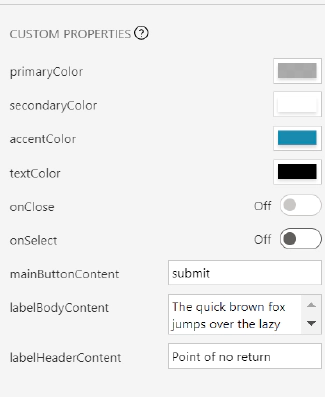 CUSTOM PROPERTIES ?
primaryColor
secondaryColor
accentColor
textColor
onClose Off
onSelect Off
mainButtonContent submit
labelBodyContent The quick brown fox
jumps over the lazy
labelHeaderContent Point of no return